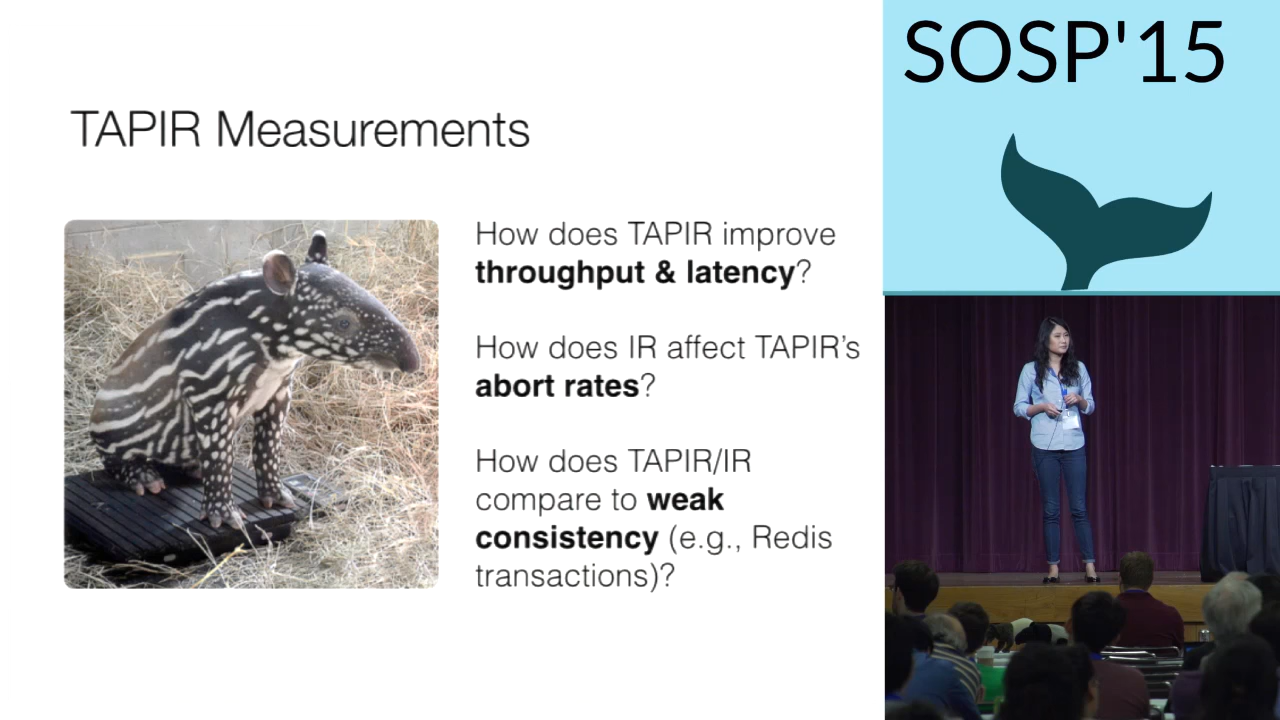 TAPIR Measurements
How does TAPIR improve
throughput & latency?
How does IR affect TAPIR’s
abort rates?
How does TAPIR/IR
compare to weak
consistency (e.g., Redis
transactions)?
SOSP'15